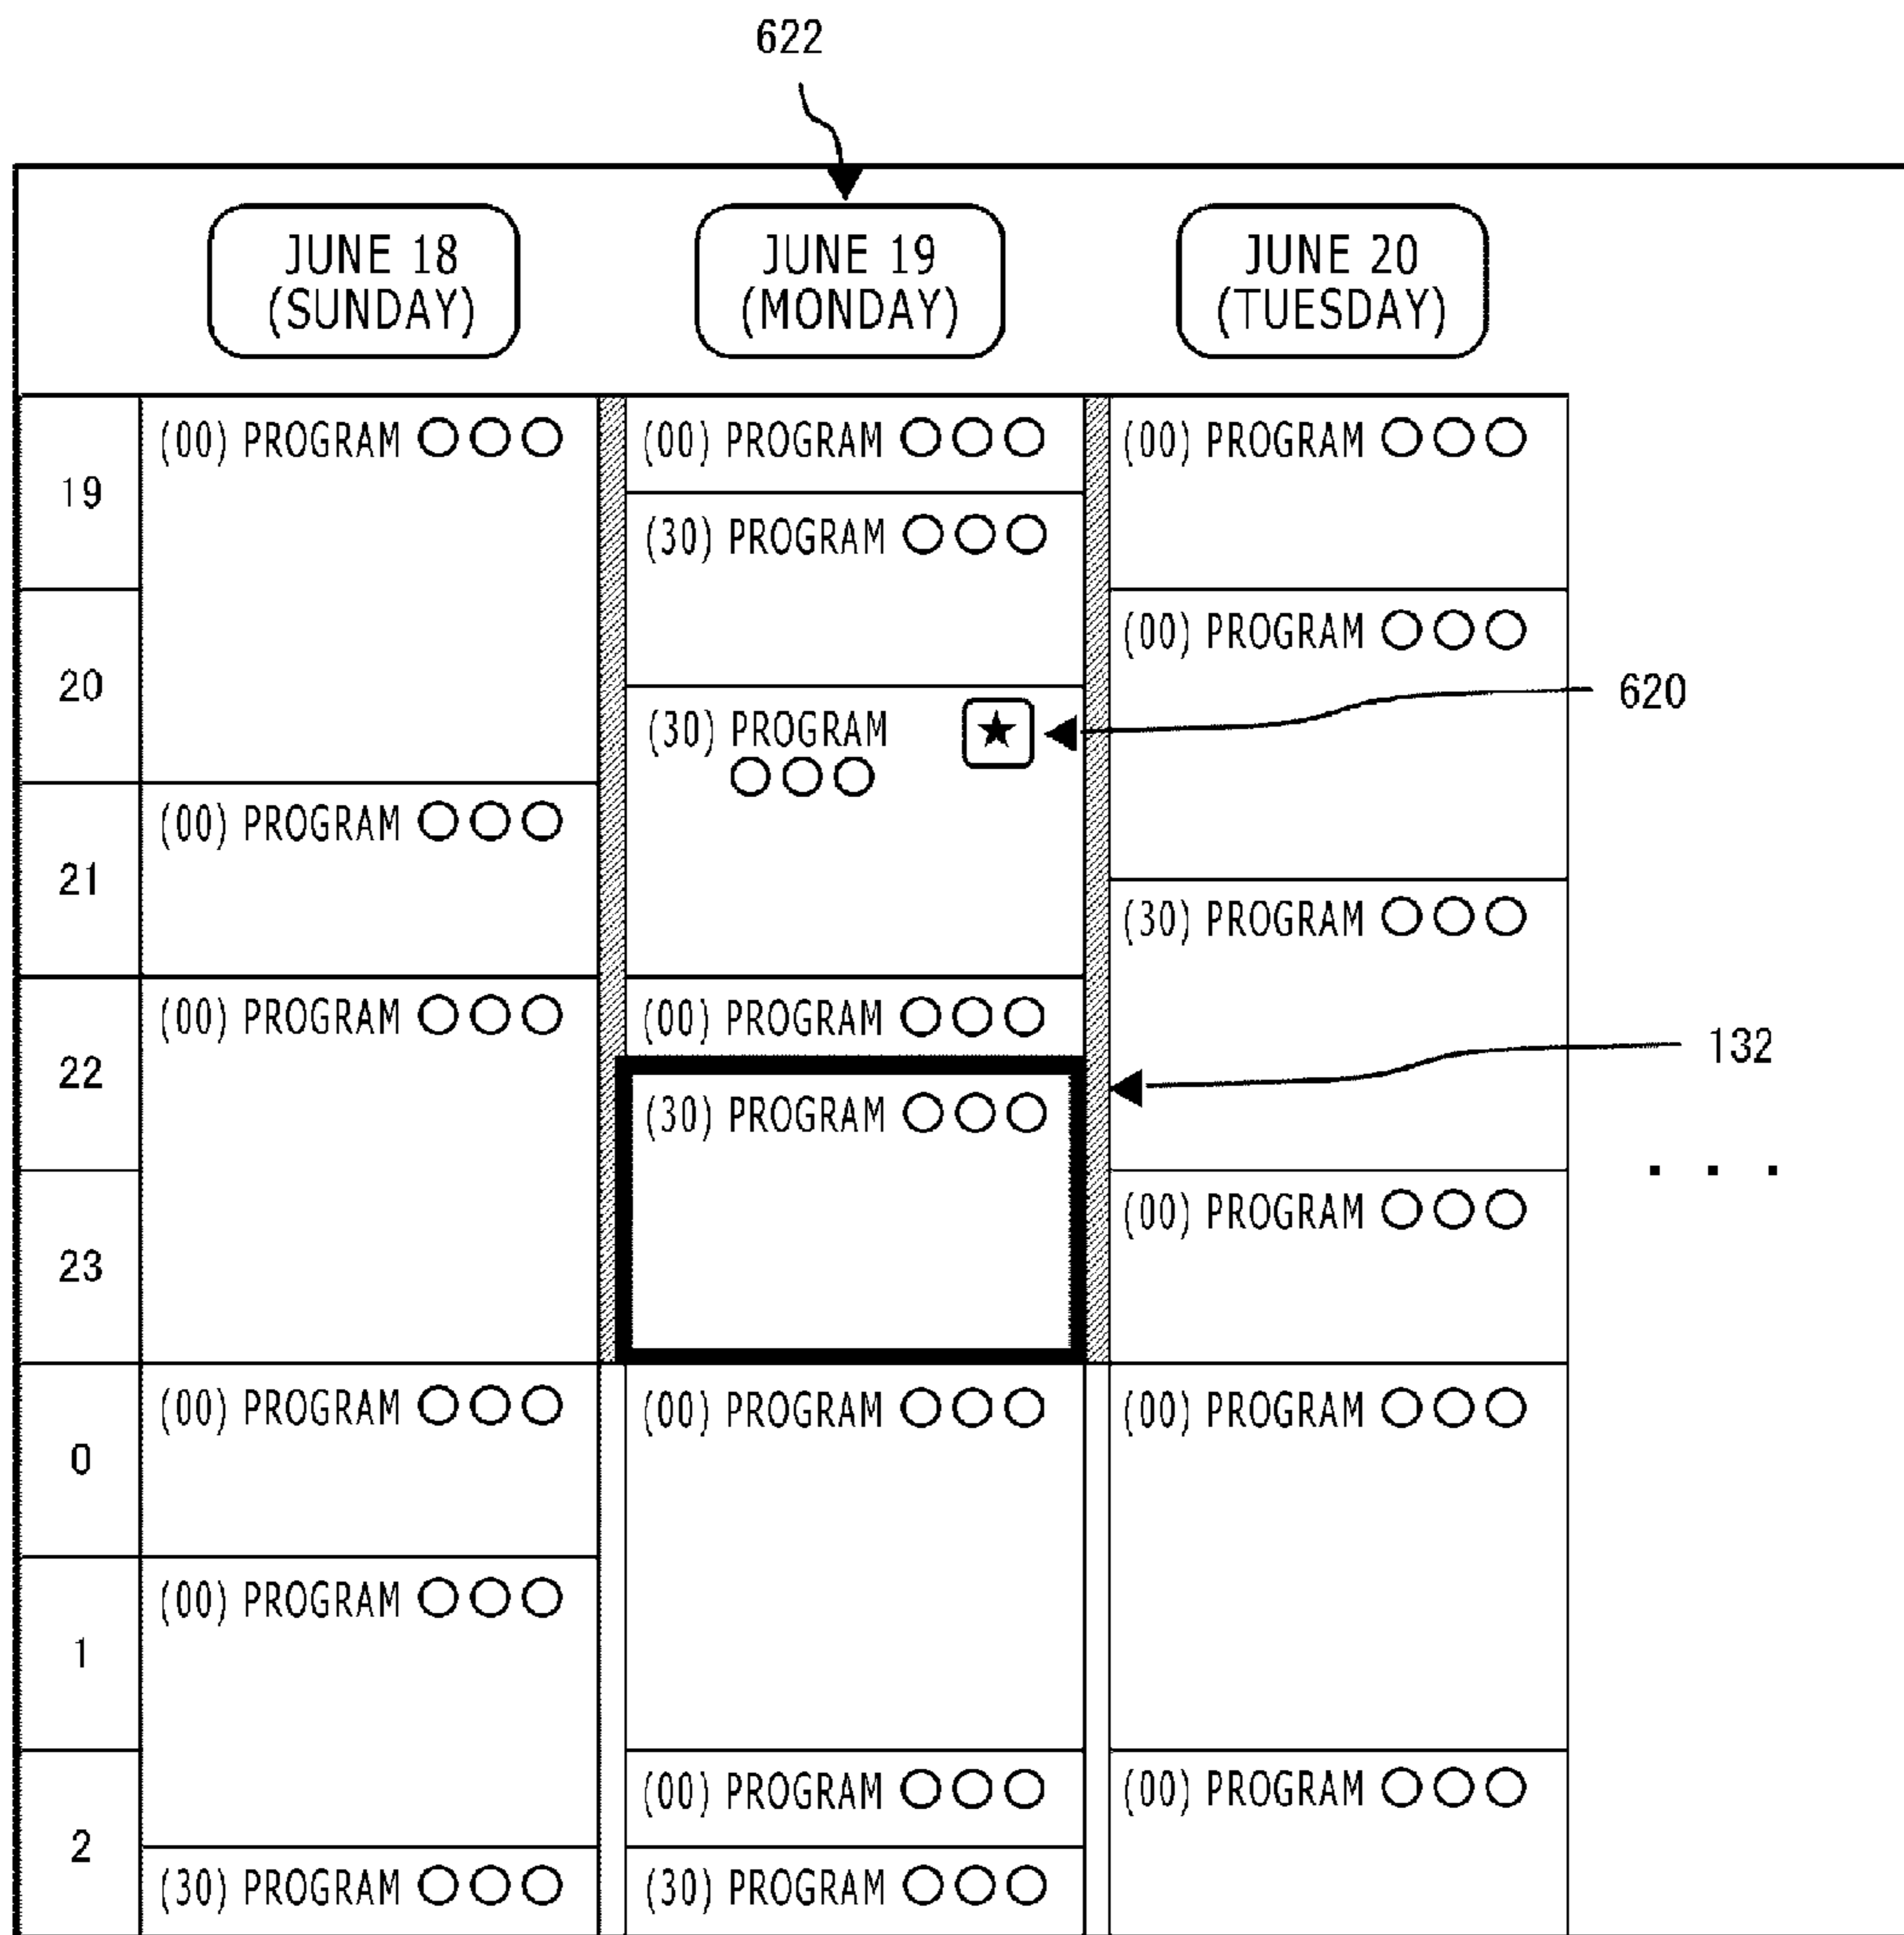 622
JUNE 18
(SUNDAY)
JUNE 19
(MONDAY)
JUNE 20
(TUESDAY)
19
(00) PROGRAM ○○○
(00) PROGRAM ○○○
(00) PROGRAM ○○○
(30) PROGRAM ○○○
20
(00) PROGRAM ○○○
(30) PROGRAM ★
○○○
620
21
(00) PROGRAM ○○○
(30) PROGRAM ○○○
22
(00) PROGRAM ○○○
(00) PROGRAM ○○○
132
(30) PROGRAM ○○○
. . .
23
(00) PROGRAM ○○○
0
(00) PROGRAM ○○○
(00) PROGRAM ○○○
(00) PROGRAM ○○○
1
(00) PROGRAM ○○○
2
(00) PROGRAM ○○○
(00) PROGRAM ○○○
(30) PROGRAM ○○○
(30) PROGRAM ○○○